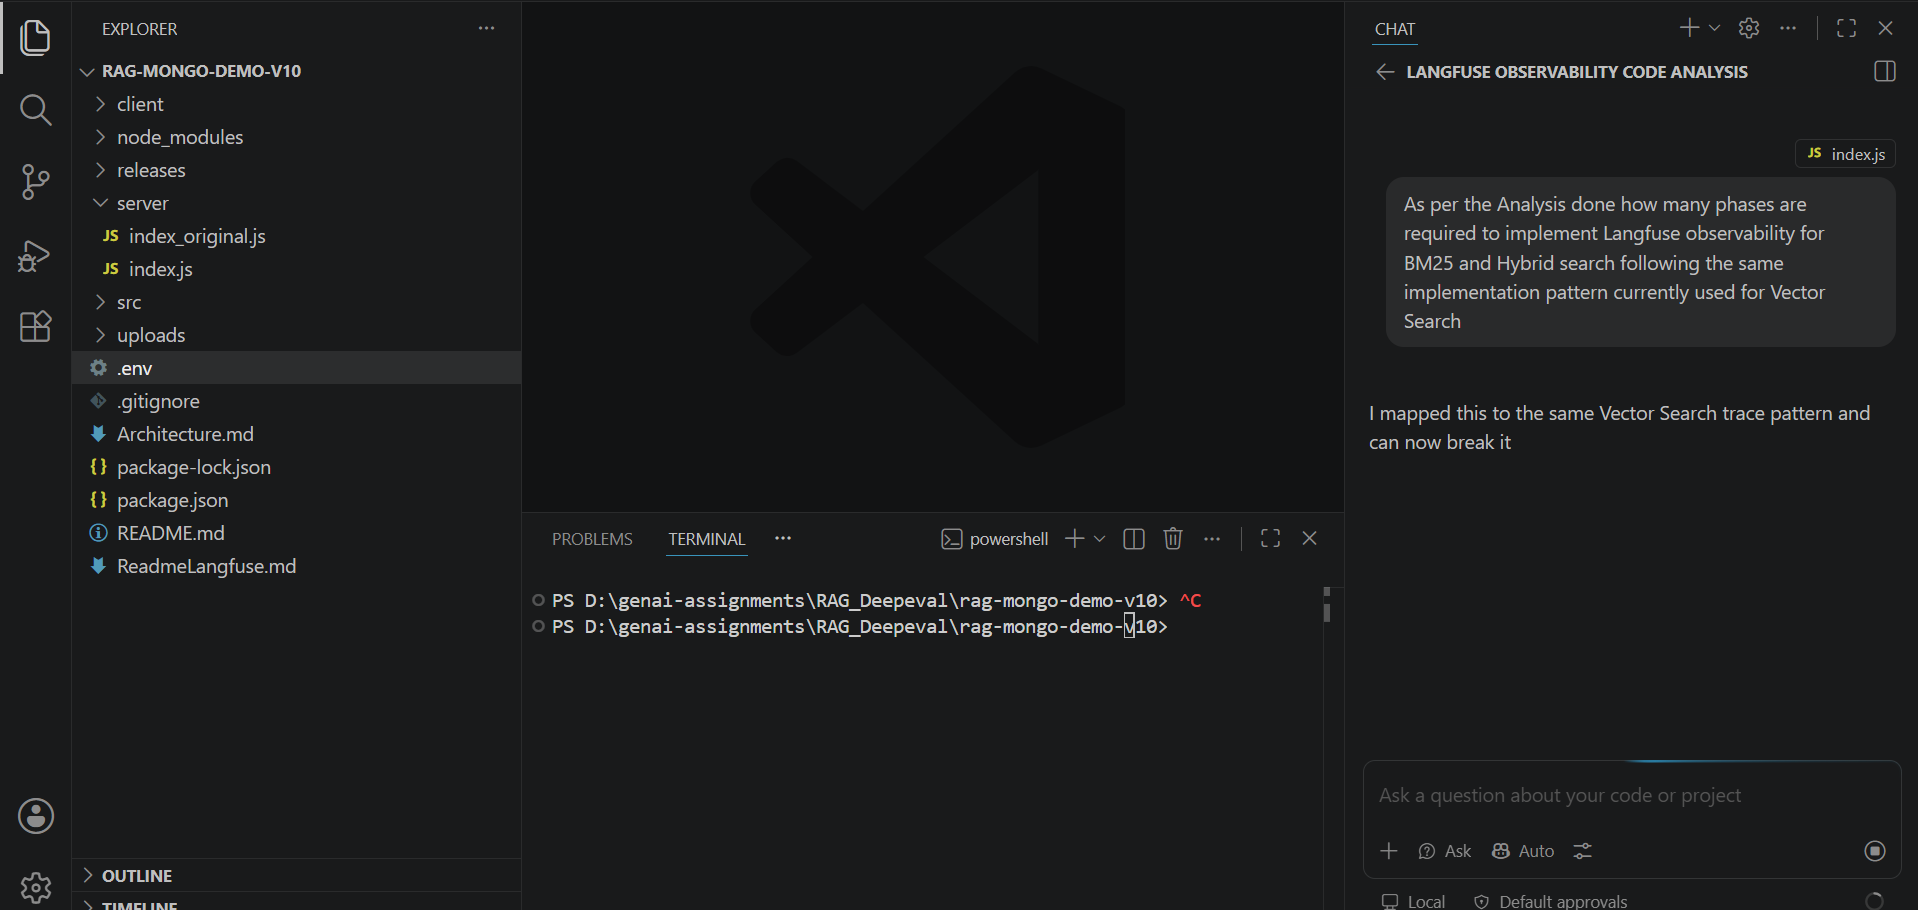 EXPLORER
RAG-MONGO-DEMO-V10
client
node_modules
releases
server
JS index_original.js
JS index.js
src
uploads
.env
.gitignore
Architecture.md
{} package-lock.json
{} package.json
README.md
ReadmeLangfuse.md
OUTLINE
TIMELINE
PROBLEMS
TERMINAL
powershell
PS D:\genai-assignments\RAG_Deepeval\rag-mongo-demo-v10> ^C
PS D:\genai-assignments\RAG_Deepeval\rag-mongo-demo-v10>
CHAT
LANGFUSE OBSERVABILITY CODE ANALYSIS
JS index.js
As per the Analysis done how many phases are
required to implement Langfuse observability for
BM25 and Hybrid search following the same
implementation pattern currently used for Vector
Search
I mapped this to the same Vector Search trace pattern and
can now break it
Ask a question about your code or project
Ask
Auto
Local
Default approvals